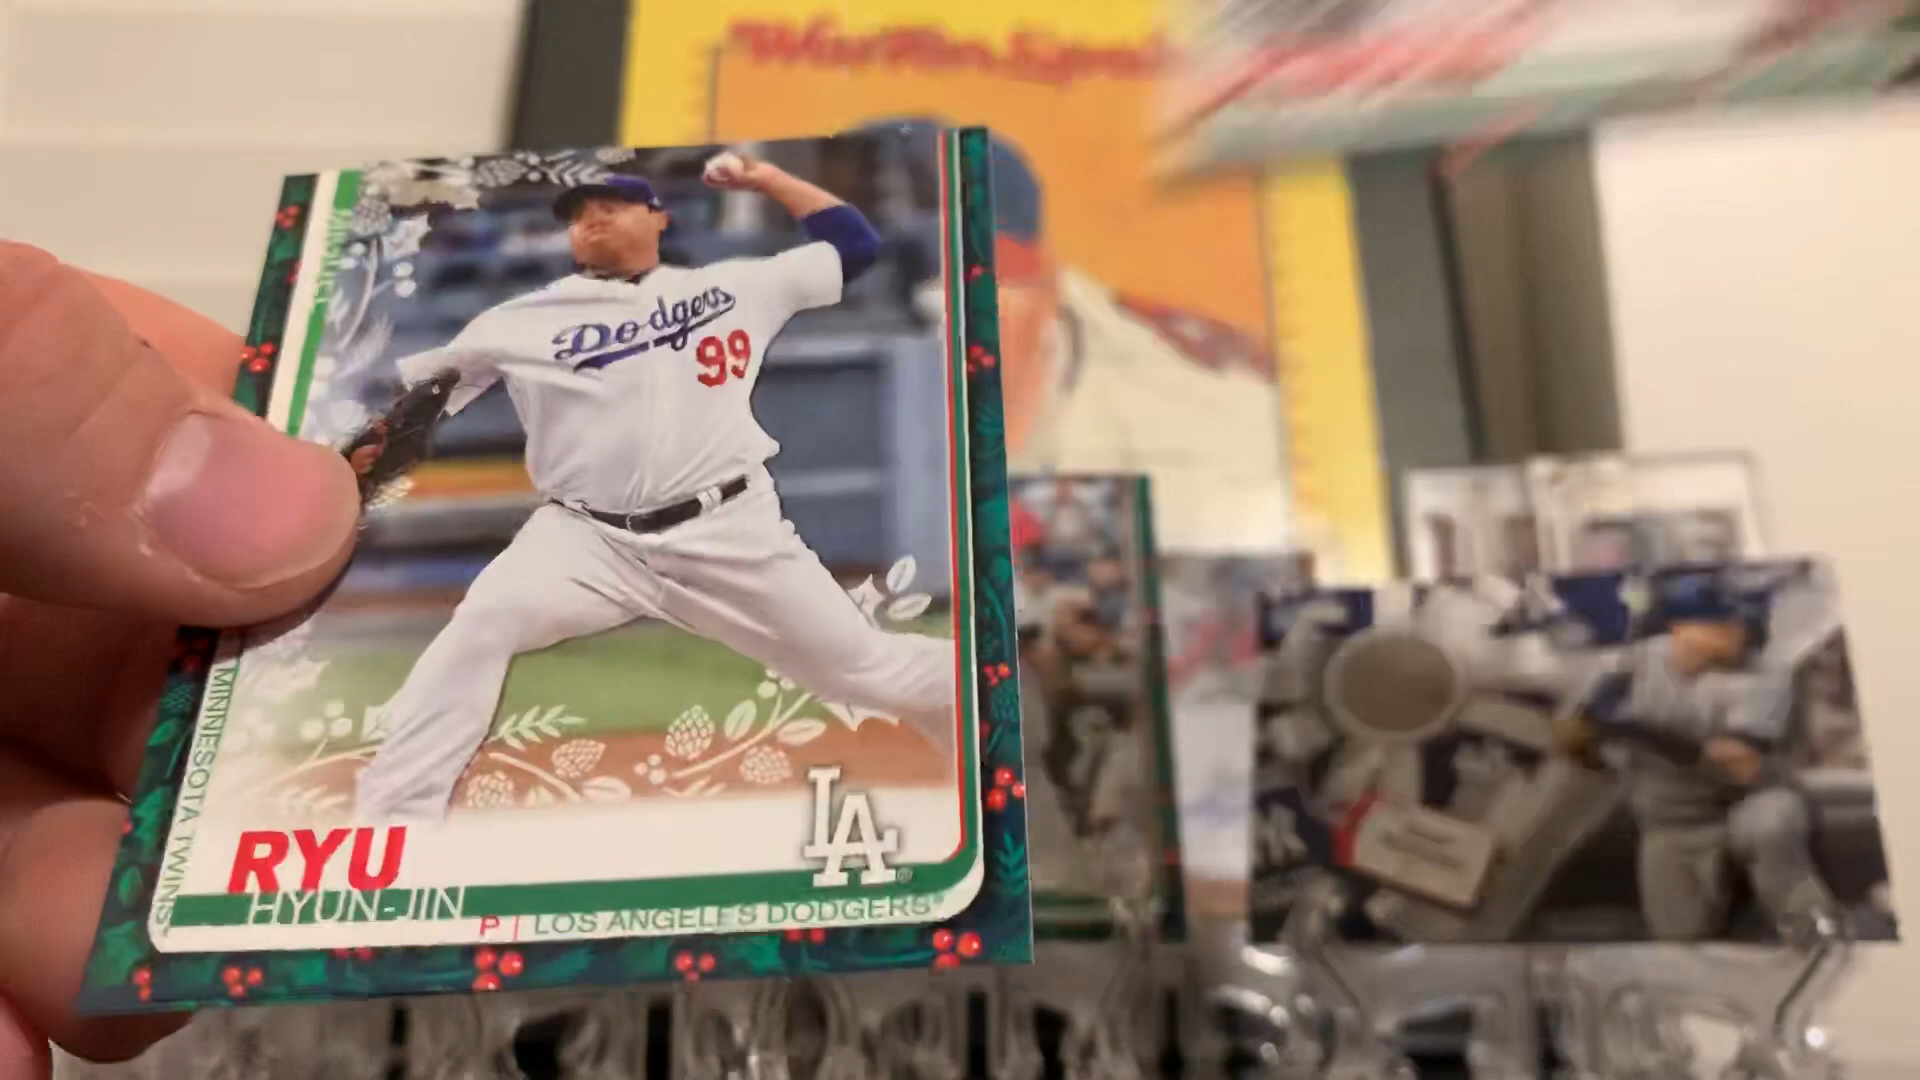 Dodgers
99
RYU
HYUN-JIN
P | LOS ANGELES DODGERS
LA
MINNESOTA TWINS